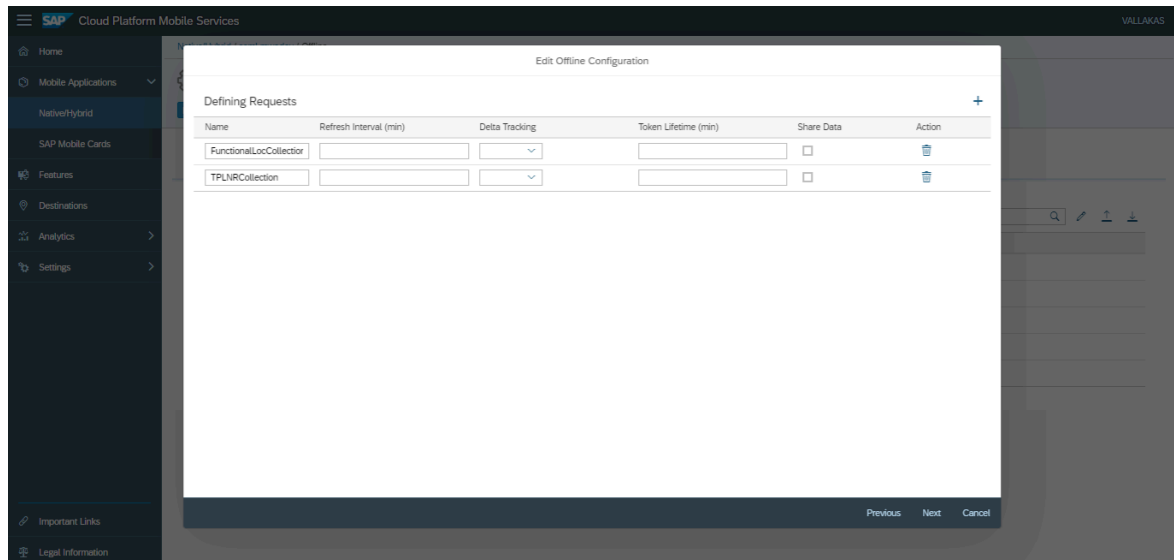 SAP Cloud Platform Mobile Services
VALLAKAS
Home
Mobile Applications
Native/Hybrid
SAP Mobile Cards
Features
Destinations
Analytics
Settings
Important Links
Legal Information
Edit Offline Configuration
Defining Requests
Name Refresh Interval (min) Delta Tracking Token Lifetime (min) Share Data Action
FunctionalLocCollection
TPLNRCollection
Previous Next Cancel